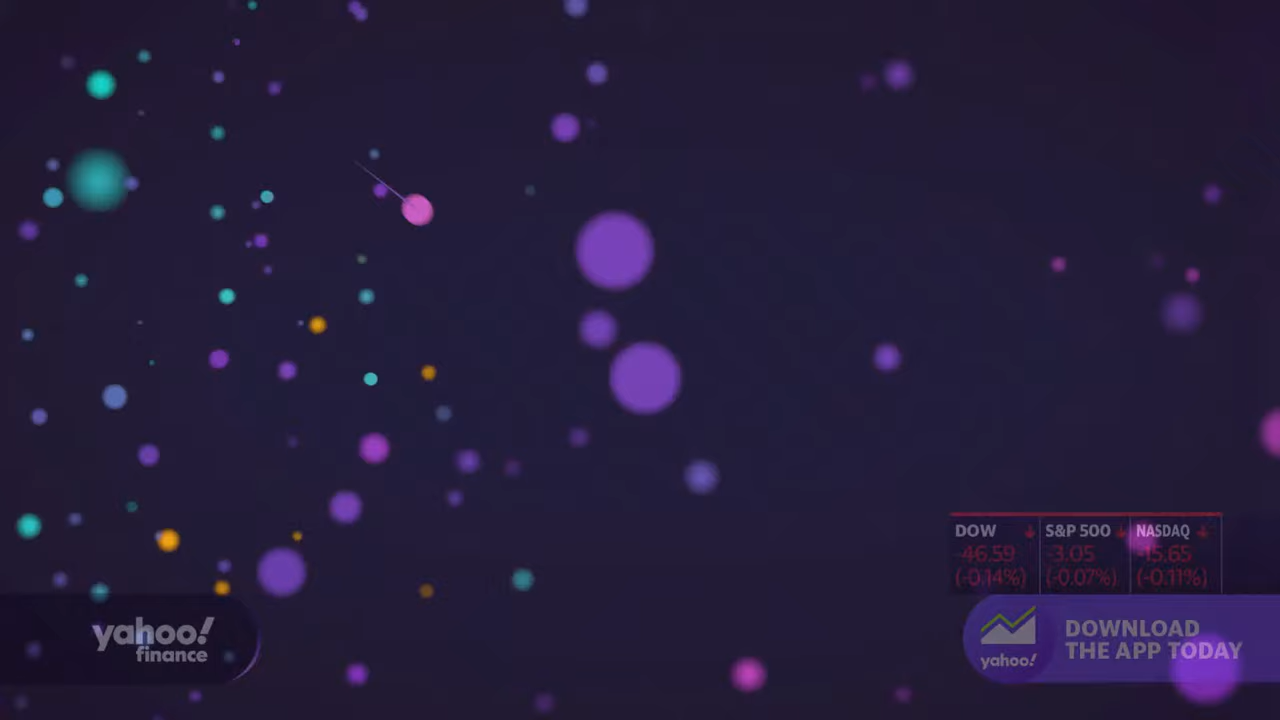 DOW
-46.59
(-0.14%)
S&P 500
-3.05
(-0.07%)
NASDAQ
-15.65
(-0.11%)
yahoo!
finance
yahoo!
DOWNLOAD
THE APP TODAY